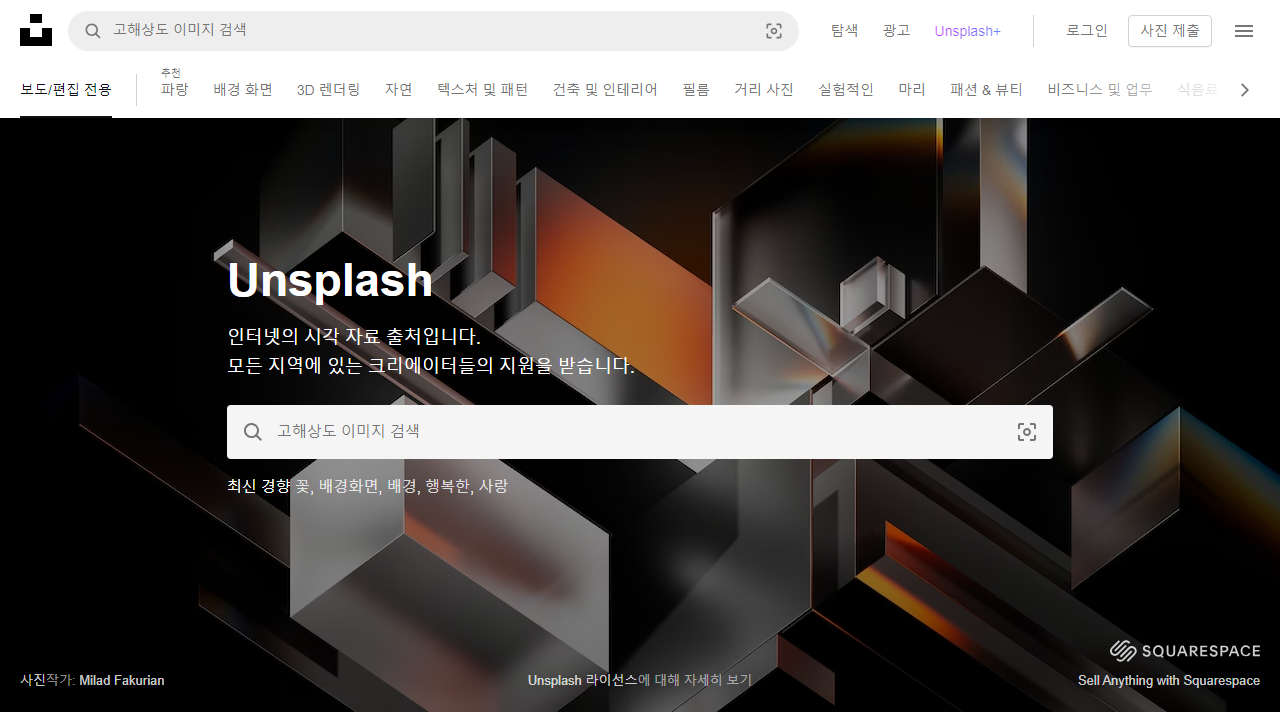 고해상도 이미지 검색
탐색
광고
Unsplash+
로그인
사진 제출
보도/편집 전용
추천
파랑
배경 화면
3D 렌더링
자연
텍스처 및 패턴
건축 및 인테리어
필름
거리 사진
실험적인
마리
패션 & 뷰티
비즈니스 및 업무
식음료
Unsplash
인터넷의 시각 자료 출처입니다.
모든 지역에 있는 크리에이터들의 지원을 받습니다.
고해상도 이미지 검색
최신 경향 꽃, 배경화면, 배경, 행복한, 사랑
SQUARESPACE
사진작가: Milad Fakurian
Unsplash 라이선스에 대해 자세히 보기
Sell Anything with Squarespace